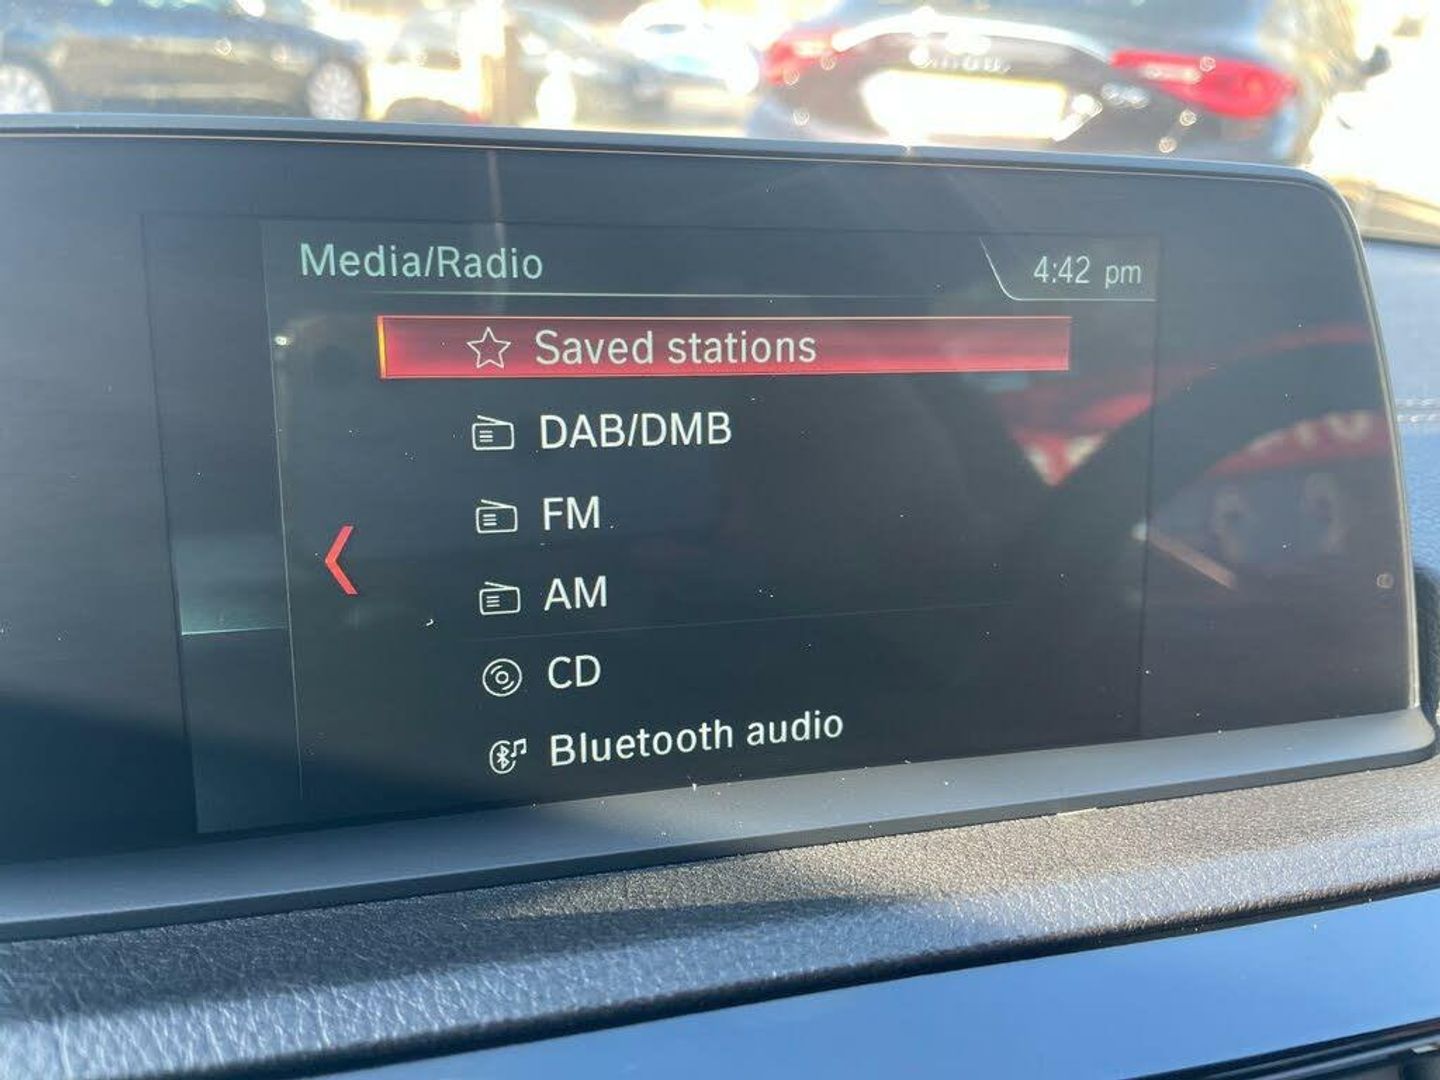 Media/Radio
4:42 pm
Saved stations
DAB/DMB
FM
AM
CD
Bluetooth audio